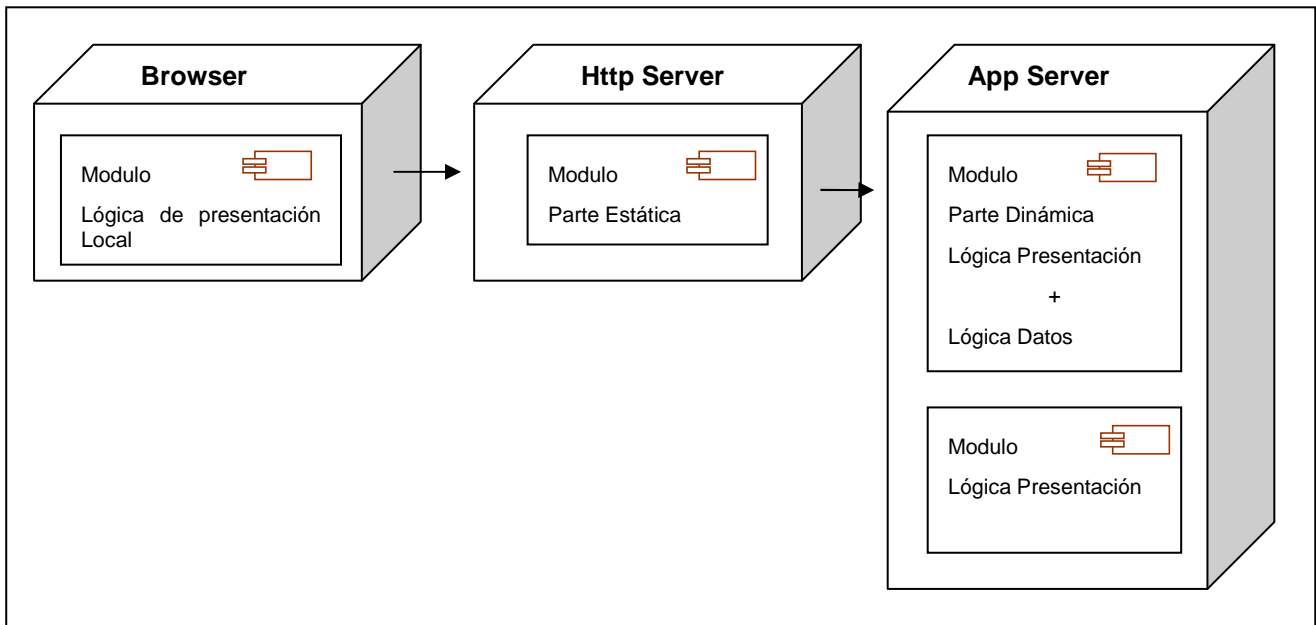 Browser
Modulo
Lógica de presentación
Local
Http Server
Modulo
Parte Estática
App Server
Modulo
Parte Dinámica
Lógica Presentación
+
Lógica Datos
Modulo
Lógica Presentación